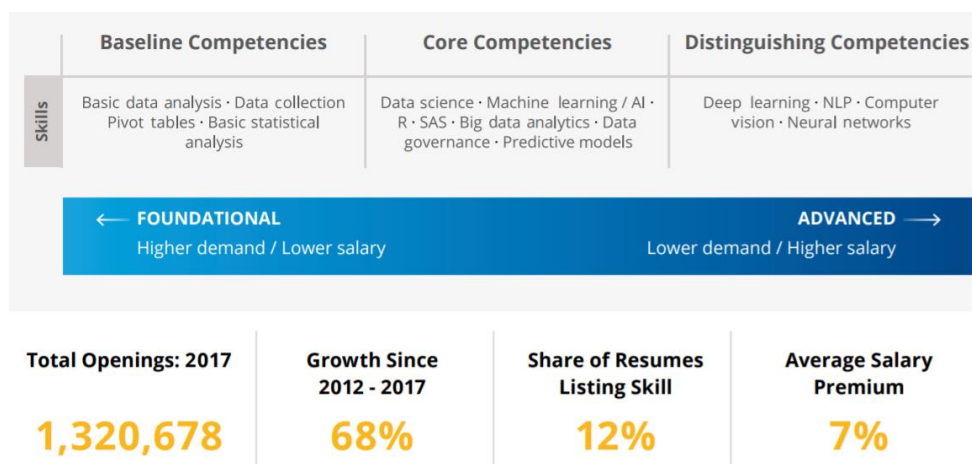 Baseline Competencies
Core Competencies
Distinguishing Competencies
Skills
Basic data analysis · Data collection
Pivot tables · Basic statistical
analysis
Data science · Machine learning / AI ·
R · SAS · Big data analytics · Data
governance · Predictive models
Deep learning · NLP · Computer
vision · Neural networks
← FOUNDATIONAL
Higher demand / Lower salary
ADVANCED →
Lower demand / Higher salary
Total Openings: 2017
1,320,678
Growth Since
2012 - 2017
68%
Share of Resumes
Listing Skill
12%
Average Salary
Premium
7%